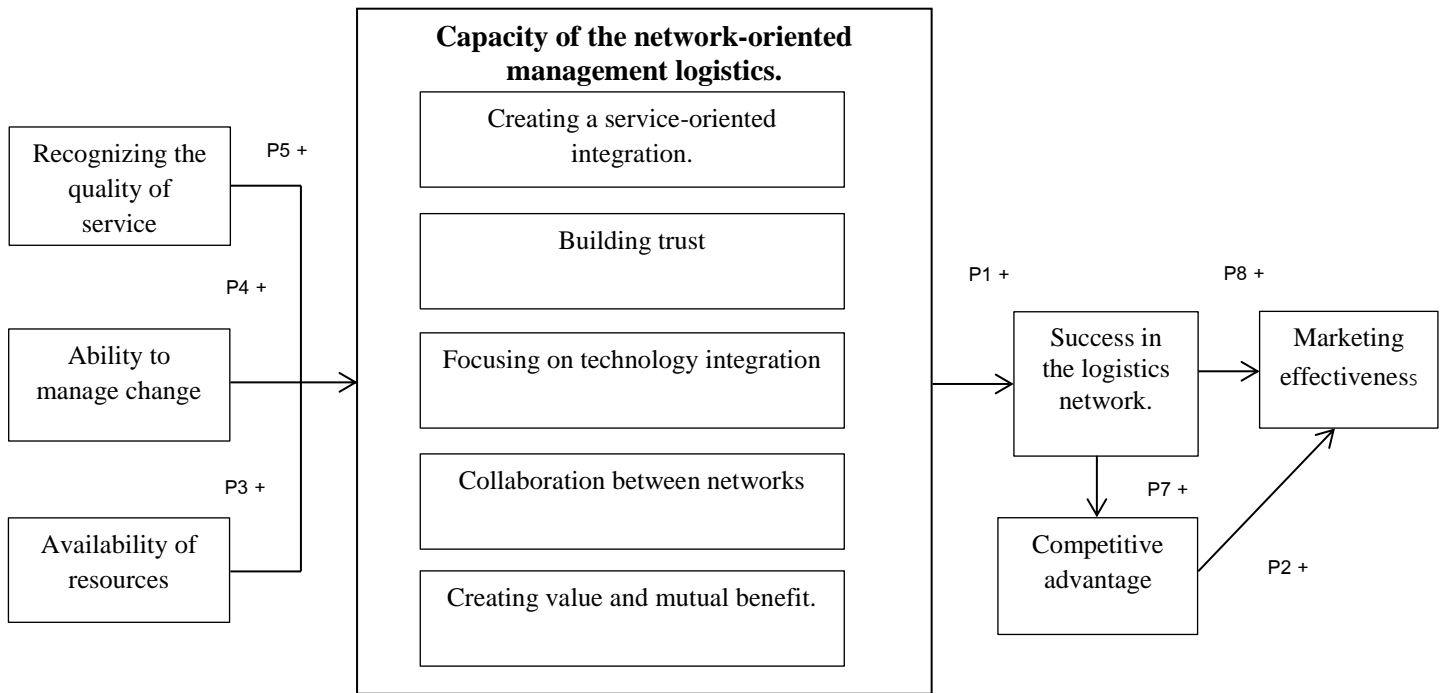 Capacity of the network-oriented
management logistics.
Creating a service-oriented
integration.
Building trust
Focusing on technology integration
Collaboration between networks
Creating value and mutual benefit.
Recognizing the
quality of
service
P5 +
P4 +
Ability to
manage change
P3 +
Availability of
resources
P1 +
Success in
the logistics
network.
P8 +
Marketing
effectiveness
P7 +
Competitive
advantage
P2 +